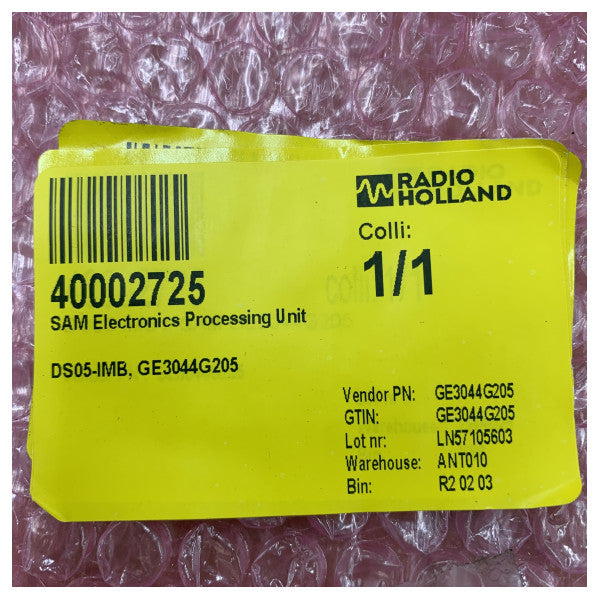 RADIO
HOLLAND
Colli:
1/1
40002725
SAM Electronics Processing Unit
DS05-IMB, GE3044G205
Vendor PN: GE3044G205
GTIN: GE3044G205
Lot nr: LN57105603
Warehouse: ANT010
Bin: R2 02 03